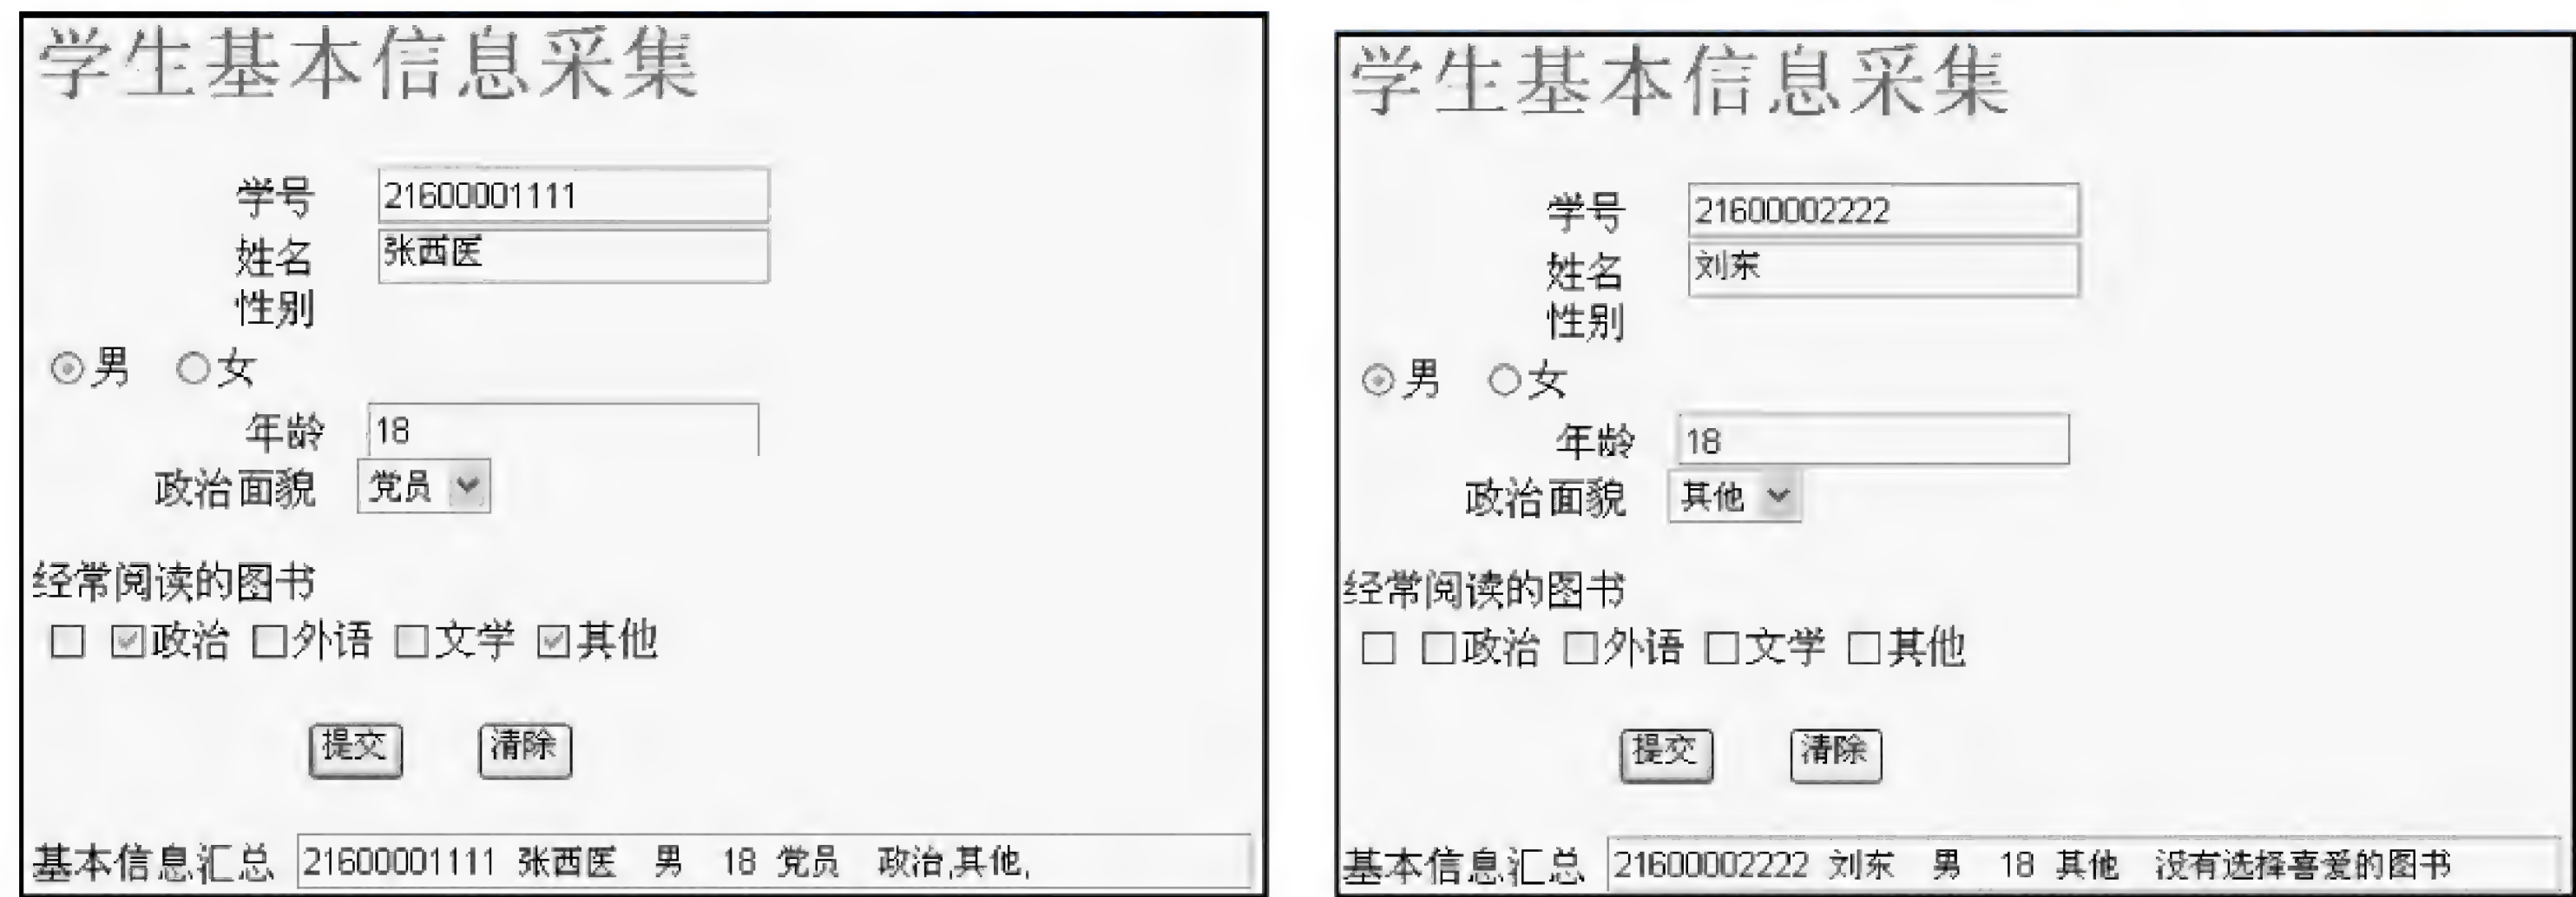 学生基本信息采集
学号 21600001111
姓名 张西医
性别
男 女
年龄 18
政治面貌 党员
经常阅读的图书
政治 外语 文学 其他
提交 清除
基本信息汇总 21600001111 张西医 男 18 党员 政治,其他,
学生基本信息采集
学号 21600002222
姓名 刘东
性别
男 女
年龄 18
政治面貌 其他
经常阅读的图书
政治 外语 文学 其他
提交 清除
基本信息汇总 21600002222 刘东 男 18 其他 没有选择喜爱的图书